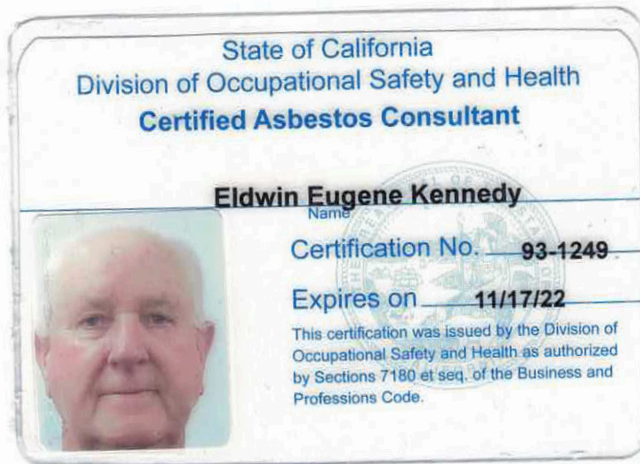 State of California
Division of Occupational Safety and Health
Certified Asbestos Consultant
Eldwin Eugene Kennedy
Name
Certification No. 93-1249
Expires on 11/17/22
This certification was issued by the Division of
Occupational Safety and Health as authorized
by Sections 7180 et seq. of the Business and
Professions Code.